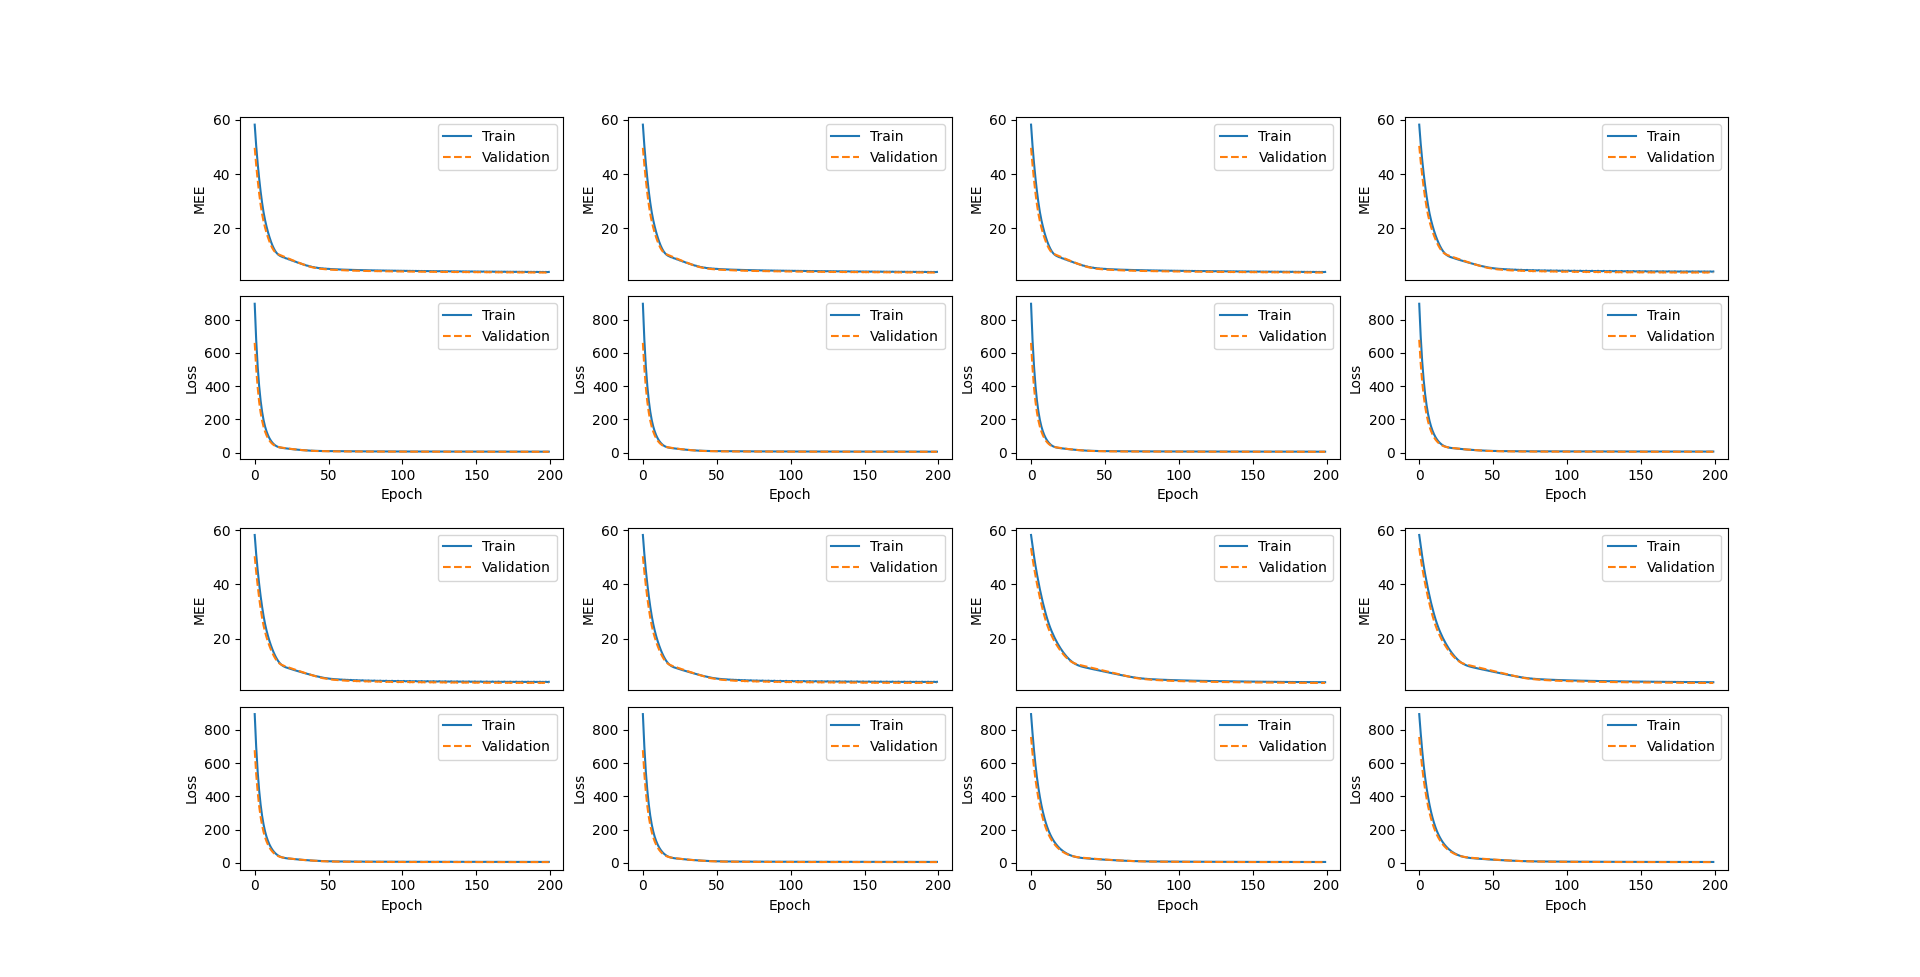 60 60 60 60
Train Train Train Train
Validation Validation Validation Validation
40 40 40 40
MEE MEE MEE MEE
20 20 20 20
Train Train Train Train
800 800 800 800
Validation Validation Validation Validation
600 600 600 600
Loss Loss Loss Loss
400 400 400 400
200 200 200 200
0 0 0 0
0 50 100 150 200 0 50 100 150 200 0 50 100 150 200 0 50 100 150 200
Epoch Epoch Epoch Epoch
60 60 60 60
Train Train Train Train
Validation Validation Validation Validation
40 40 40 40
MEE MEE MEE MEE
20 20 20 20
Train Train Train Train
800 800 800 800
Validation Validation Validation Validation
600 600 600 600
Loss Loss Loss Loss
400 400 400 400
200 200 200 200
0 0 0 0
0 50 100 150 200 0 50 100 150 200 0 50 100 150 200 0 50 100 150 200
Epoch Epoch Epoch Epoch